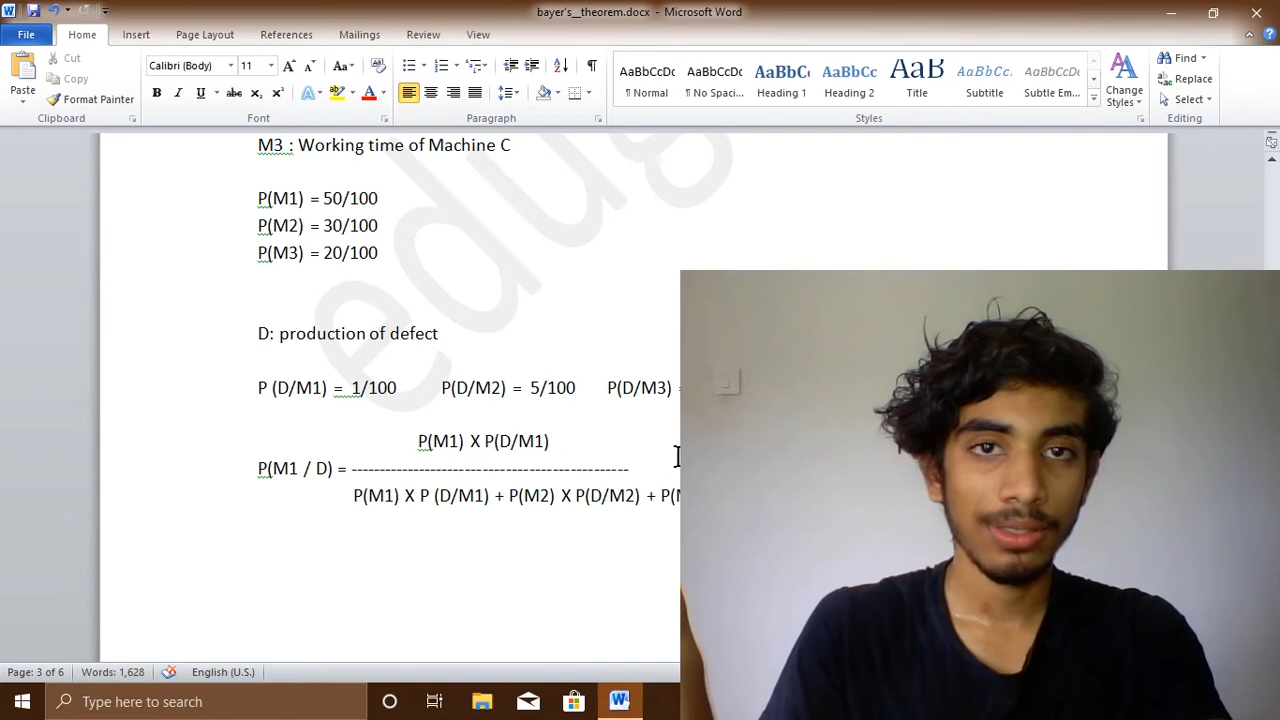 bayer's__theorem.docx - Microsoft Word
File Home Insert Page Layout References Mailings Review View
Cut
Copy
Format Painter
Paste
Clipboard
Calibri (Body) 11
Font
Paragraph
AaBbCcDc AaBbCcDc AaBbCc AaBbCc AaB AaBbCcI AaBbCcDc
¶ Normal ¶ No Spaci... Heading 1 Heading 2 Title Subtitle Subtle Em...
Styles
Change
Styles
Find
Replace
Select
Editing
M3 : Working time of Machine C
P(M1) = 50/100
P(M2) = 30/100
P(M3) = 20/100
D: production of defect
P (D/M1) = 1/100 P(D/M2) = 5/100 P(D/M3) =
P(M1) X P(D/M1)
P(M1 / D) = -------------------------------------------------
P(M1) X P (D/M1) + P(M2) X P(D/M2) + P(
edug
Page: 3 of 6 Words: 1,628 English (U.S.)
Type here to search